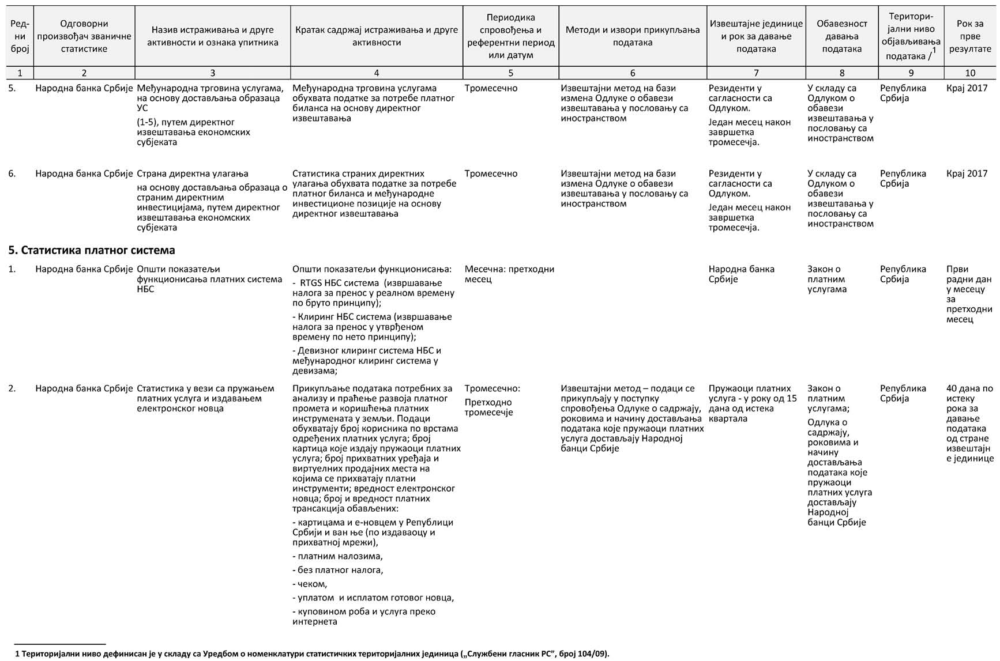 Ред-
ни
број
Одговорни
произвођач званичне
статистике
Назив истраживања и друге
активности и ознака упитника
Кратак садржај истраживања и друге
активности
Периодика
спровођења и
референтни период
или датум
Методи и извори прикупљања
података
Извештајне јединице
и рок за давање
података
Обавезност
давања
података
Територи-
јални ниво
објављивања
података /1
Рок за
прве
резултате
1 2 3 4 5 6 7 8 9 10
5.
Народна банка Србије
Међународна трговина услугама,
на основу достављања образаца
УС
(1-5), путем директног
извештавања економских
субјеката
Међународна трговина услугама
обухвата податке за потребе платног
биланса на основу директног
извештавања
Тромесечно
Извештајни метод на бази
измена Одлуке о обавези
извештавања у пословању са
иностранством
Резиденти у
сагласности са
Одлуком.
Један месец након
завршетка
тромесечја.
У складу са
Одлуком о
обавези
извештавања у
пословању са
иностранством
Република
Србија
Крај 2017
6.
Народна банка Србије
Страна директна улагања
на основу достављања образаца о
страним директним
инвестицијама, путем директног
извештавања економских
субјеката
Статистика страних директних
улагања обухвата податке за потребе
платног биланса и међународне
инвестиционе позиције на основу
директног извештавања
Тромесечно
Извештајни метод на бази
измена Одлуке о обавези
извештавања у пословању са
иностранством
Резиденти у
сагласности са
Одлуком.
Један месец након
завршетка
тромесечја.
У складу са
Одлуком о
обавези
извештавања у
пословању са
иностранством
Република
Србија
Крај 2017
5. Статистика платног система
1.
Народна банка Србије
Општи показатељи
функционисања платних система
НБС
Општи показатељи функционисања:
- RTGS НБС система (извршавање
налога за пренос у реалном времену
по бруто принципу);
- Клиринг НБС система (извршавање
налога за пренос у утврђеном
времену по нето принципу);
- Девизног клиринг система НБС и
међународног клиринг система у
девизама;
Месечна: претходни
месец
Народна банка
Србије
Закон о
платним
услугама
Република
Србија
Први
радни дан
у месецу
за
претходни
месец
2.
Народна банка Србије
Статистика у вези са пружањем
платних услуга и издавањем
електронског новца
Прикупљање података потребних за
анализу и праћење развоја платног
промета и коришћења платних
инструмената у земљи. Подаци
обухватају број корисника по врстама
одређених платних услуга; број
картица које издају пружаоци платних
услуга; број прихватних уређаја и
виртуелних продајних места на
којима се прихватају платни
инструменти; вредност електронског
новца; број и вредност платних
трансакција обављених:
- картицама и е-новцем у Републици
Србији и ван ње (по издаваоцу и
прихватној мрежи),
- платним налозима,
- без платног налога,
- чеком,
- уплатом и исплатом готовог новца,
- куповином роба и услуга преко
интернета
Тромесечно:
Претходно
тромесечје
Извештајни метод – подаци се
прикупљају у поступку
спровођења Одлуке о садржају,
роковима и начину достављања
података које пружаоци платних
услуга достављају Народној
банци Србије
Пружаоци платних
услуга - у року од 15
дана од истека
квартала
Закон о
платним
услугама;
Одлука о
садржају,
роковима и
начину
достављања
података које
пружаоци
платних услуга
достављају
Народној
банци Србије
Република
Србија
40 дана по
истеку
рока за
давање
података
од стране
извештајн
е јединице
1 Територијални ниво дефинисан је у складу са Уредбом о номенклатури статистичких територијалних јединица („Службени гласник РС”, број 104/09).